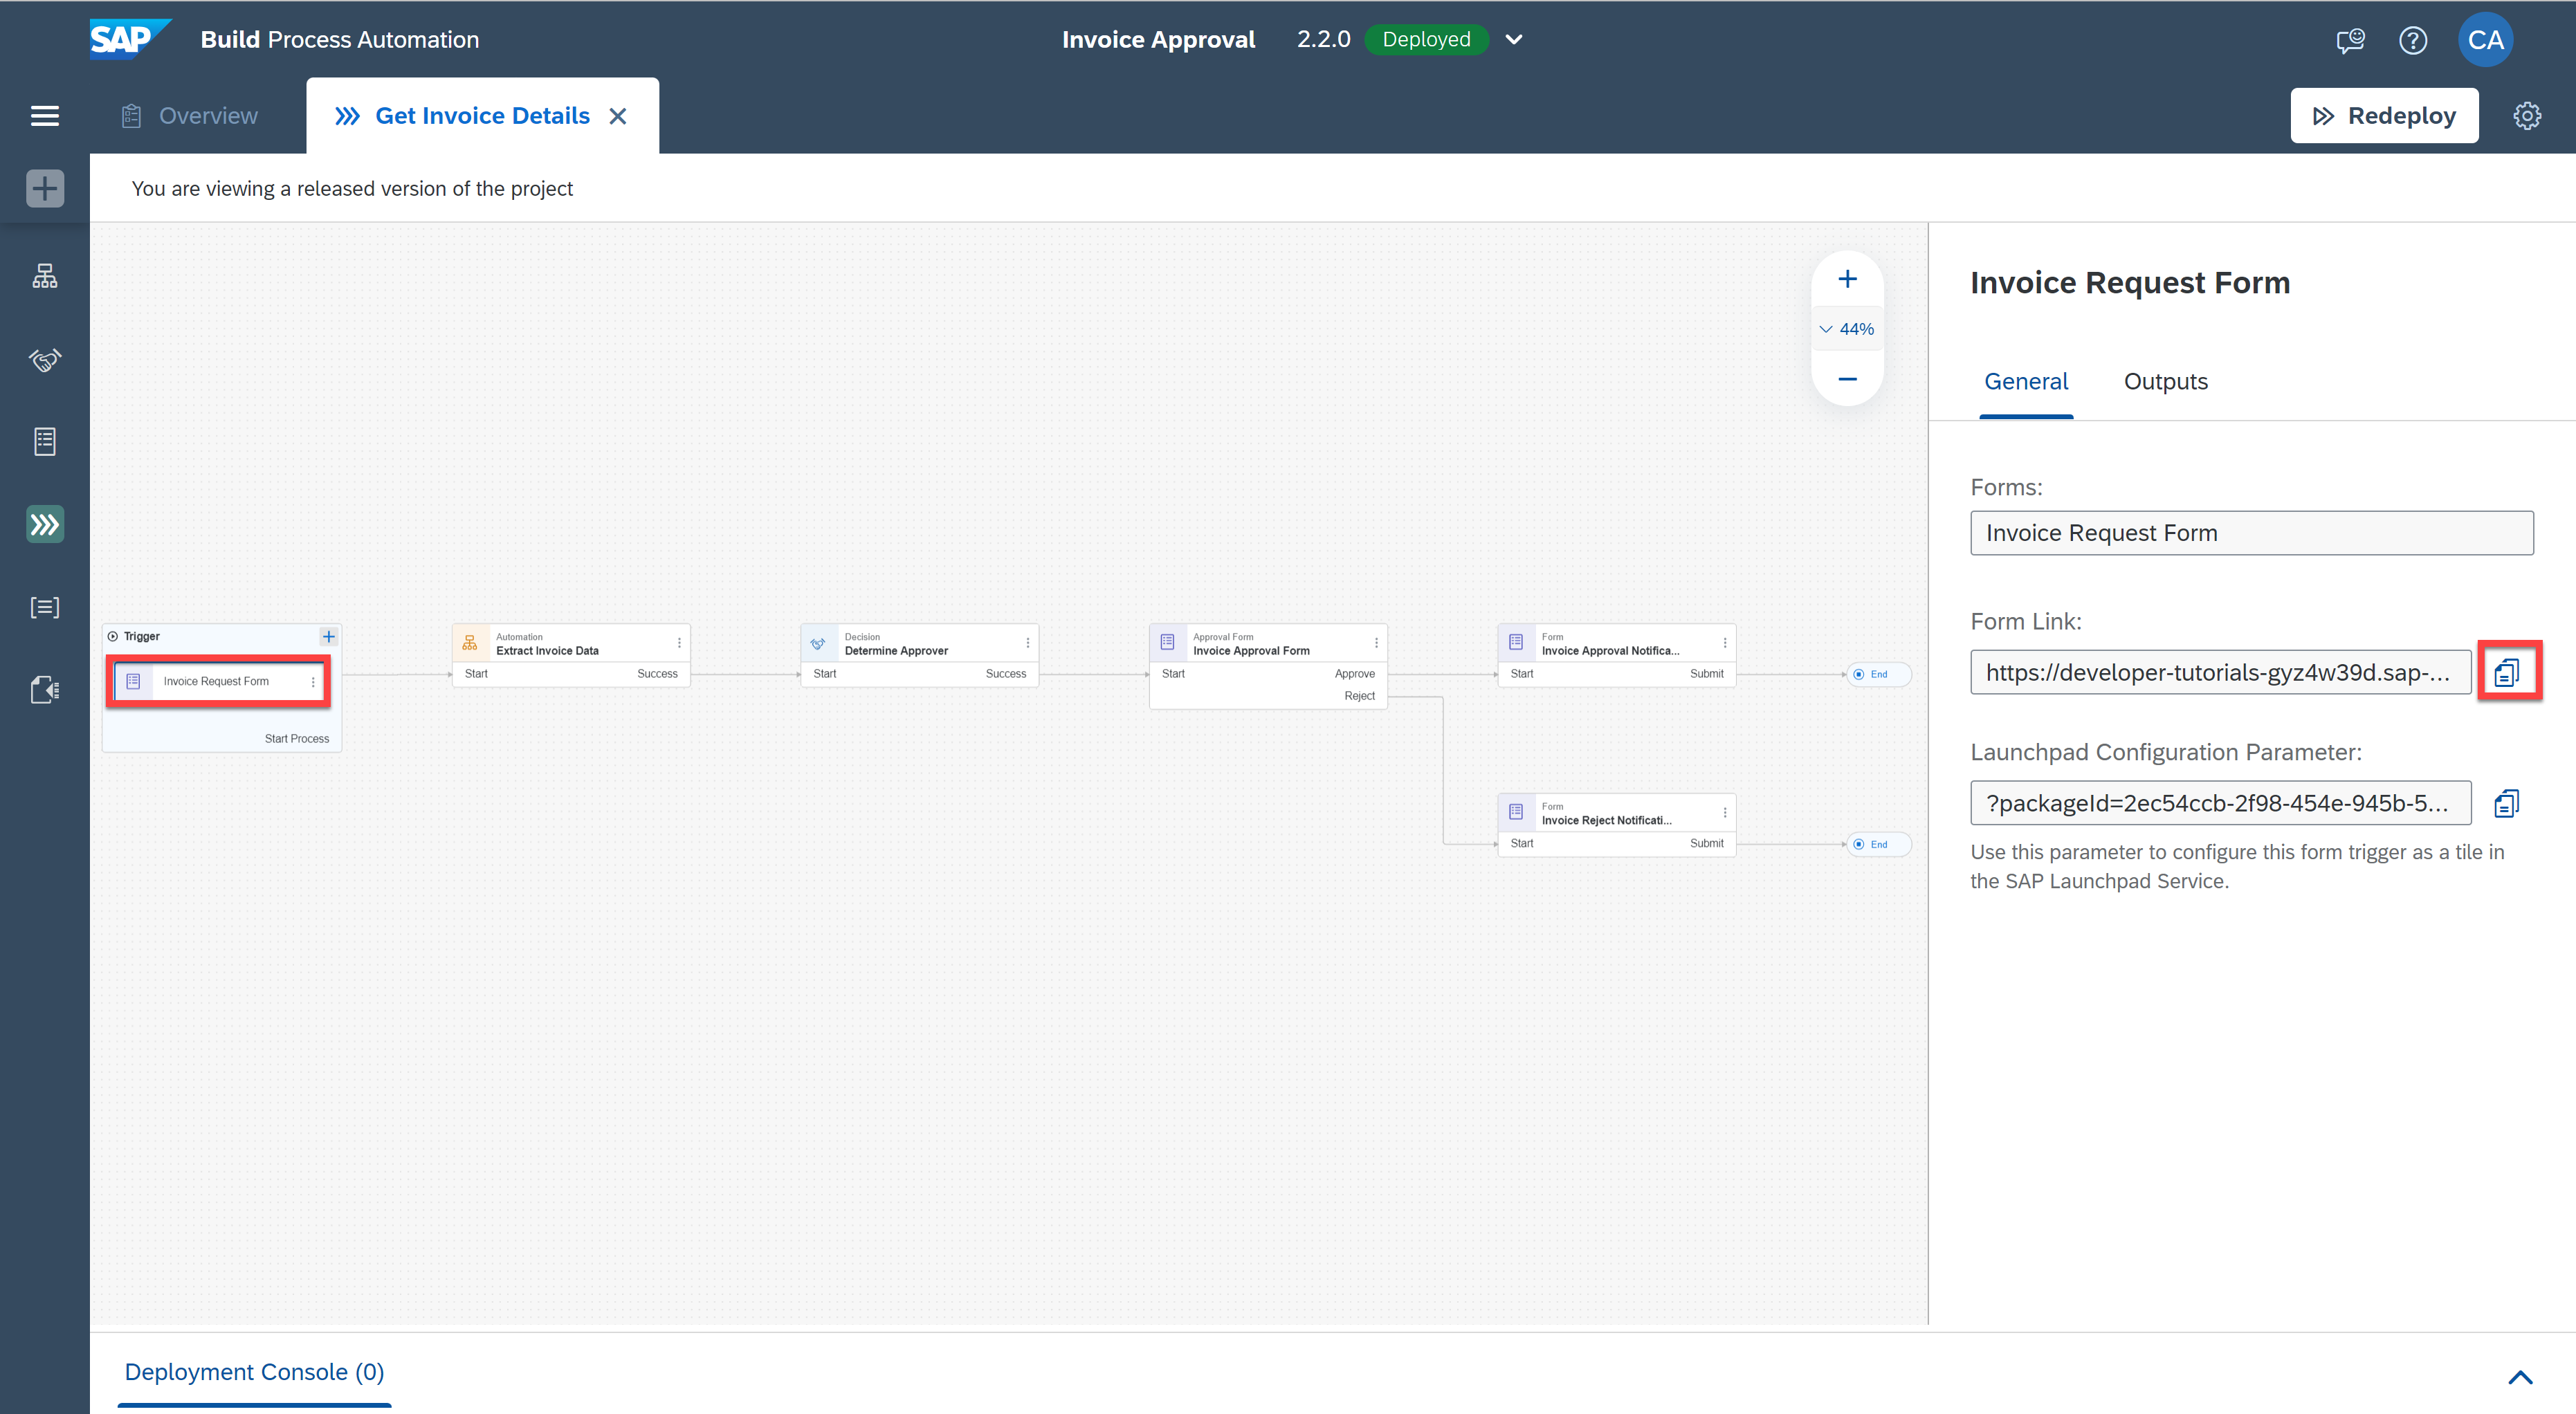 SAP Build Process Automation
Invoice Approval 2.2.0 Deployed
CA
Overview
Get Invoice Details
Redeploy
You are viewing a released version of the project
44%
Trigger
Invoice Request Form
Start Process
Automation
Extract Invoice Data
Start Success
Decision
Determine Approver
Start Success
Approval Form
Invoice Approval Form
Start Approve
Reject
Form
Invoice Approval Notifica...
Start Submit
End
Form
Invoice Reject Notificati...
Start Submit
End
Invoice Request Form
General Outputs
Forms:
Invoice Request Form
Form Link:
https://developer-tutorials-gyz4w39d.sap-...
Launchpad Configuration Parameter:
?packageId=2ec54ccb-2f98-454e-945b-5...
Use this parameter to configure this form trigger as a tile in
the SAP Launchpad Service.
Deployment Console (0)